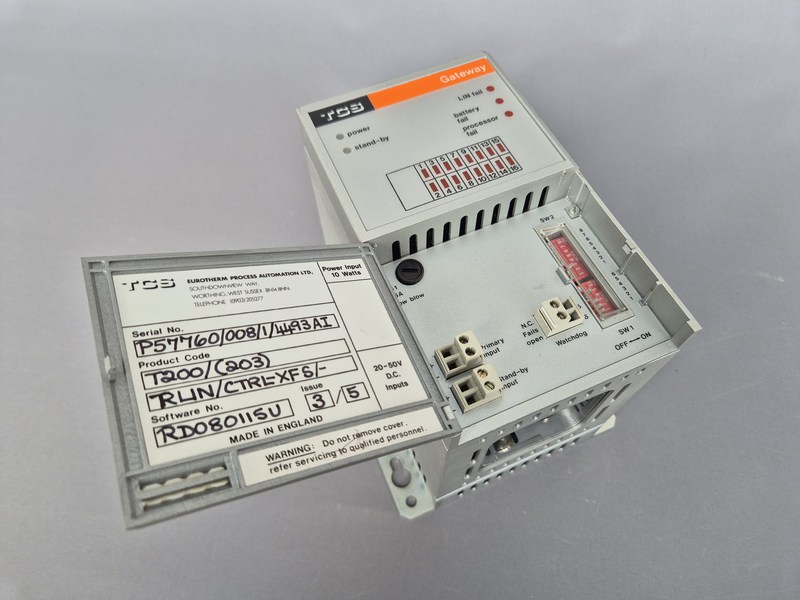 TCS Gateway
power
stand-by
LIN fail
battery fail
processor fail
1 3 5 7 9 11 13 15
2 4 6 8 10 12 14 16
TCS
EUROTHERM PROCESS AUTOMATION LTD.
SOUTHDOWNVIEW WAY
WORTHING, WEST SUSSEX BN14 8NN.
TELEPHONE (0903) 205277
Power Input
10 Watts
Serial No.
P57760/008/1/4493AI
Product Code
T200/(203)
RLIN/CTRL-XFS/-
Issue
Software No.
RD080115U
3/5
MADE IN ENGLAND
20-50V
D.C.
Inputs
WARNING: Do not remove cover.
refer servicing to qualified personnel.
SW2
N.C.
Fails
open
Watchdog
Primary
input
Stand-by
input
SW1
OFF ON